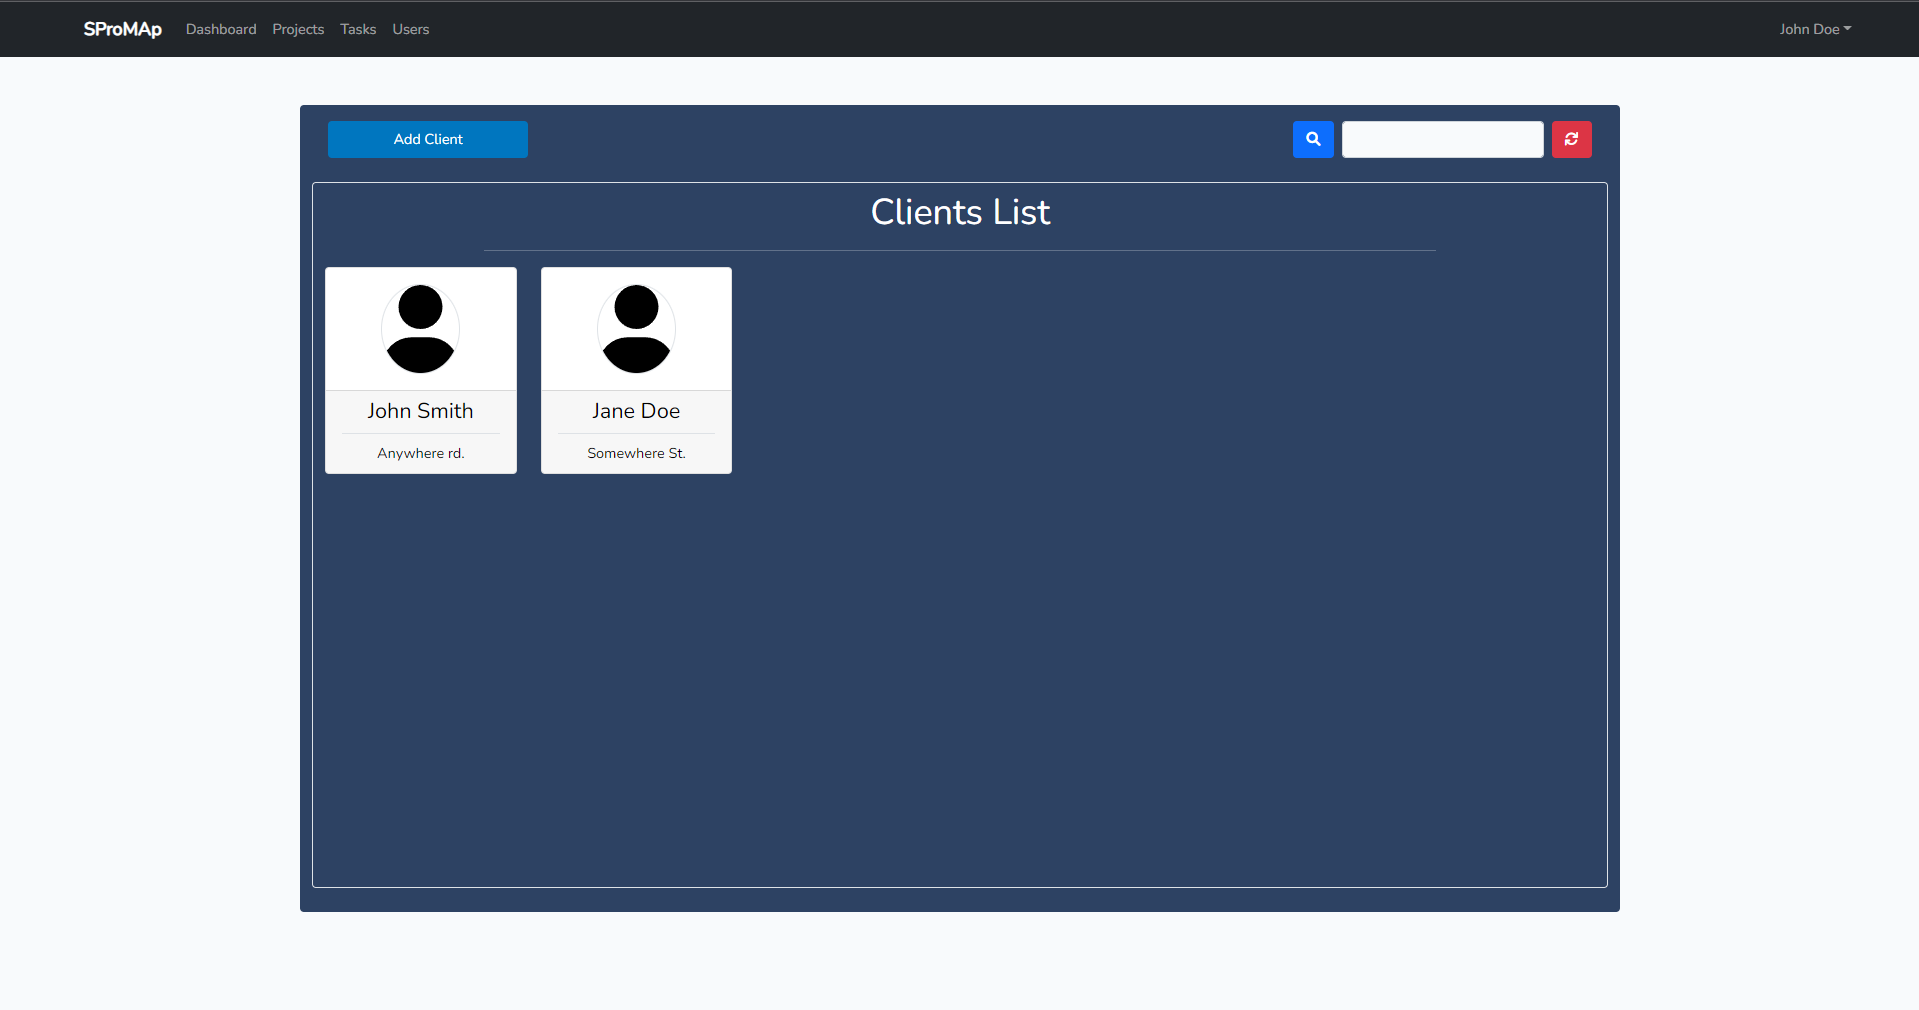 SProMAp Dashboard Projects Tasks Users John Doe
Add Client
Clients List
John Smith
Anywhere rd.
Jane Doe
Somewhere St.